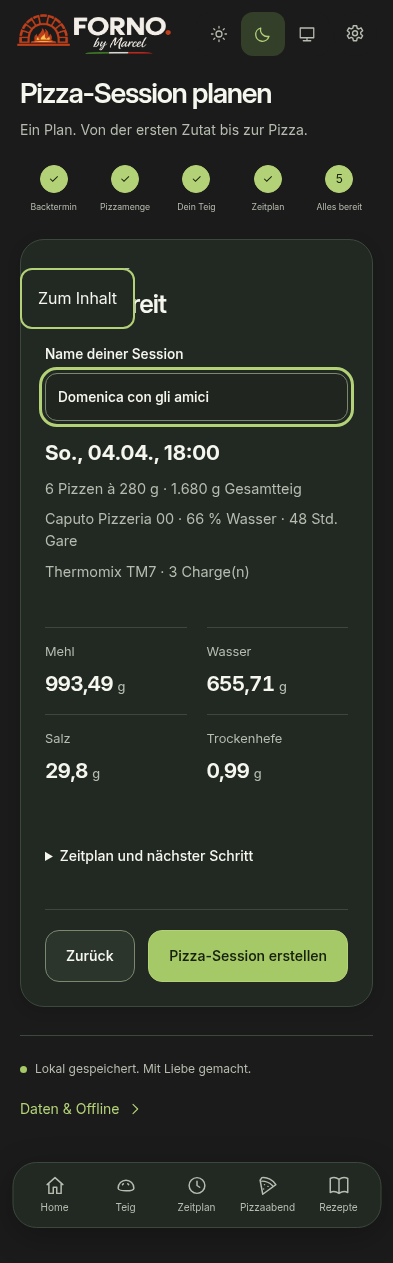 FORNO.
by Marcel
Pizza-Session planen
Ein Plan. Von der ersten Zutat bis zur Pizza.
5
Backtermin Pizzamenge Dein Teig Zeitplan Alles bereit
Zum Inhalt
reit
Name deiner Session
Domenica con gli amici
So., 04.04., 18:00
6 Pizzen à 280 g · 1.680 g Gesamtteig
Caputo Pizzeria 00 · 66 % Wasser · 48 Std.
Gare
Thermomix TM7 · 3 Charge(n)
Mehl Wasser
993,49 g 655,71 g
Salz Trockenhefe
29,8 g 0,99 g
Zeitplan und nächster Schritt
Zurück Pizza-Session erstellen
Lokal gespeichert. Mit Liebe gemacht.
Daten & Offline
Home Teig Zeitplan Pizzaabend Rezepte